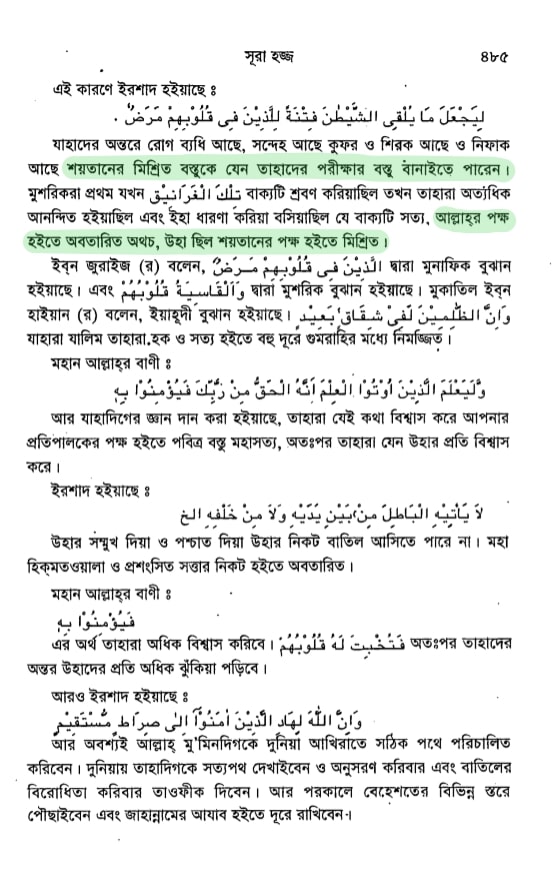 সূরা হজ্জ ৪৮৫
এই কারণে ইরশাদ হইয়াছে ঃ
لِيَجْعَلَ مَا يُلْقِى الشَّيْطٰنُ فِتْنَةً لِّلَّذِيْنَ فِى قُلُوْبِهِمْ مَرَضٌ .
যাহাদের অন্তরে রোগ ব্যধি আছে, সন্দেহ আছে কুফর ও শিরক আছে ও নিফাক
আছে শয়তানের মিশ্রিত বস্তুকে যেন তাহাদের পরীক্ষার বস্তু বানাইতে পারেন।
মুশরিকরা প্রথম যখন تِلْكَ الْغَرَانِيْقُ বাক্যটি শ্রবণ করিয়াছিল তখন তাহারা অত্যধিক
আনন্দিত হইয়াছিল এবং ইহা ধারণা করিয়া বসিয়াছিল যে বাক্যটি সত্য, আল্লাহ্‌র পক্ষ
হইতে অবতারিত অথচ, উহা ছিল শয়তানের পক্ষ হইতে মিশ্রিত।
ইব্‌ন জুরাইজ (র) বলেন, الَّذِيْنَ فِى قُلُوْبِهِمْ مَرَضٌ দ্বারা মুনাফিক বুঝান
হইয়াছে। এবং وَالْقَاسِيَةُ قُلُوْبُهُمْ দ্বারা মুশরিক বুঝান হইয়াছে। মুকাতিল ইব্‌ন
হাইয়ান (র) বলেন, ইয়াহূদী বুঝান হইয়াছে। وَاِنَّ الظّٰلِمِيْنَ لَفِىْ شِقَاقٍ بَعِيْدٍ
যাহারা যালিম তাহারা হক ও সত্য হইতে বহু দূরে গুমরাহির মধ্যে নিমজ্জিত।
মহান আল্লাহ্‌র বাণী ঃ
وَّلِيَعْلَمَ الَّذِيْنَ اُوْتُوا الْعِلْمَ اَنَّهُ الْحَقُّ مِنْ رَّبِّكَ فَيُؤْمِنُوْا بِهِ
আর যাহাদিগের জ্ঞান দান করা হইয়াছে, তাহারা যেই কথা বিশ্বাস করে আপনার
প্রতিপালকের পক্ষ হইতে পবিত্র বস্তু মহাসত্য, অতঃপর তাহারা যেন উহার প্রতি বিশ্বাস
করে।
ইরশাদ হইয়াছে ঃ
لَا يَأْتِيْهِ الْبَاطِلُ مِنْ بَيْنِ يَدَيْهِ وَلَا مِنْ خَلْفِهِ الخ
উহার সম্মুখ দিয়া ও পশ্চাত দিয়া উহার নিকট বাতিল আসিতে পারে না। মহা
হিক্‌মতওয়ালা ও প্রশংসিত সত্তার নিকট হইতে অবতারিত।
মহান আল্লাহ্‌র বাণী ঃ
فَيُؤْمِنُوْا بِهِ
এর অর্থ তাহারা অধিক বিশ্বাস করিবে। فَتُخْبِتَ لَهُ قُلُوْبُهُمْ অতঃপর তাহাদের
অন্তর উহাদের প্রতি অধিক ঝুঁকিয়া পড়িবে।
আরও ইরশাদ হইয়াছে ঃ
وَاِنَّ اللّٰهَ لَهَادِ الَّذِيْنَ اٰمَنُوْا اِلٰى صِرَاطٍ مُّسْتَقِيْمٍ
আর অবশ্যই আল্লাহ্ মু'মিনদিগকে দুনিয়া আখিরাতে সঠিক পথে পরিচালিত
করিবেন। দুনিয়ায় তাহাদিগকে সত্যপথ দেখাইবেন ও অনুসরণ করিবার এবং বাতিলের
বিরোধিতা করিবার তাওফীক দিবেন। আর পরকালে বেহেশতের বিভিন্ন স্তরে
পৌছাইবেন এবং জাহান্নামের আযাব হইতে দূরে রাখিবেন।